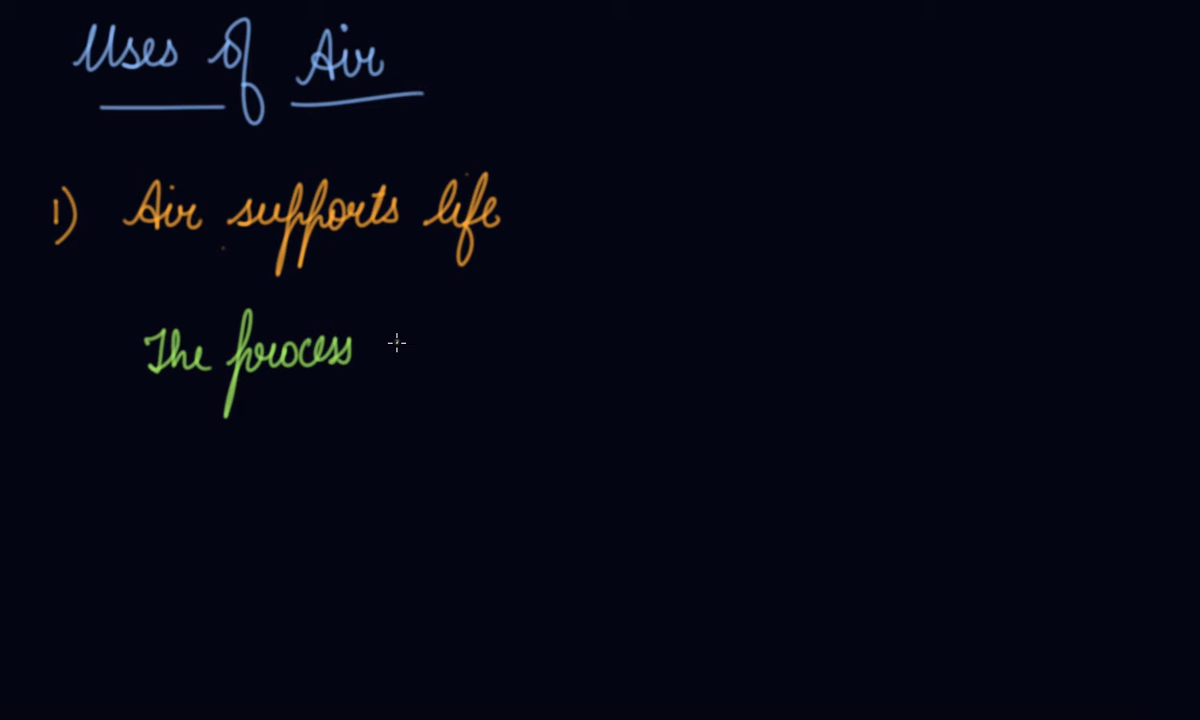 Uses of Air
1) Air supports life
The process